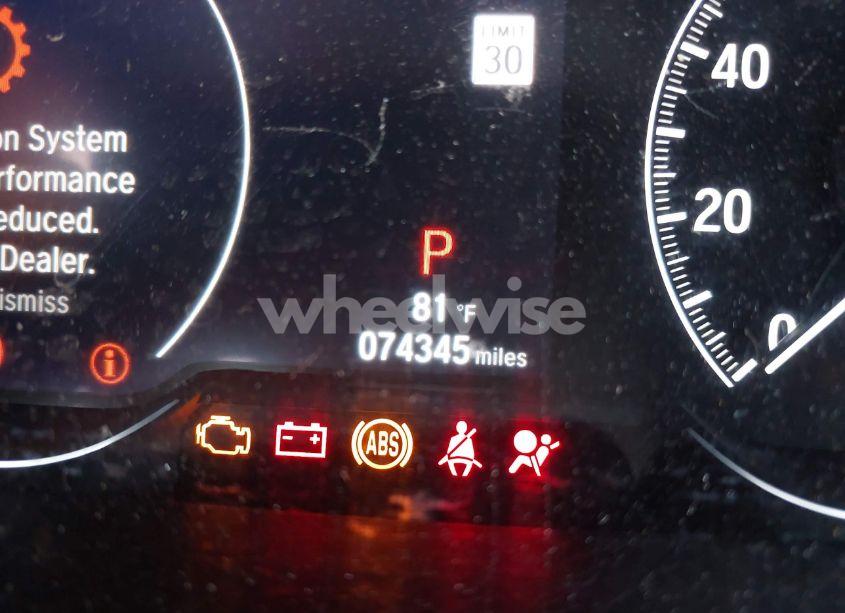 LIMIT
30
on System
rformance
educed.
Dealer.
ismiss
P
81 °F
074345 miles
40
20
0
ABS
wheelwise